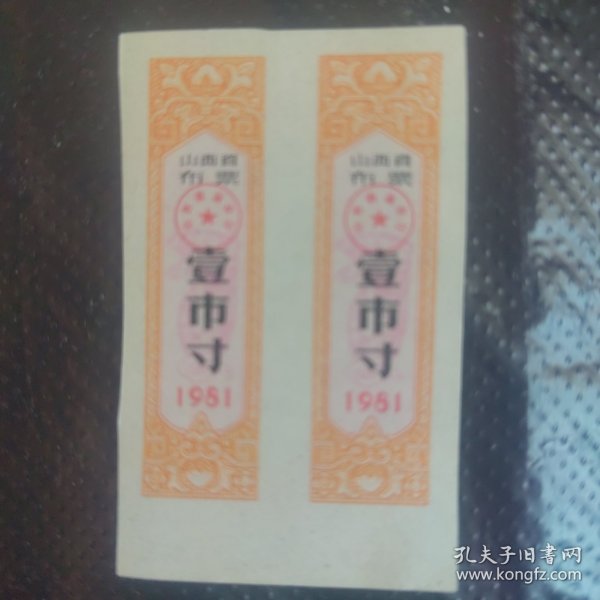 山西省
布票
壹市寸
1981
山西省
布票
壹市寸
1981
孔夫子旧书网
www.kongfz.com